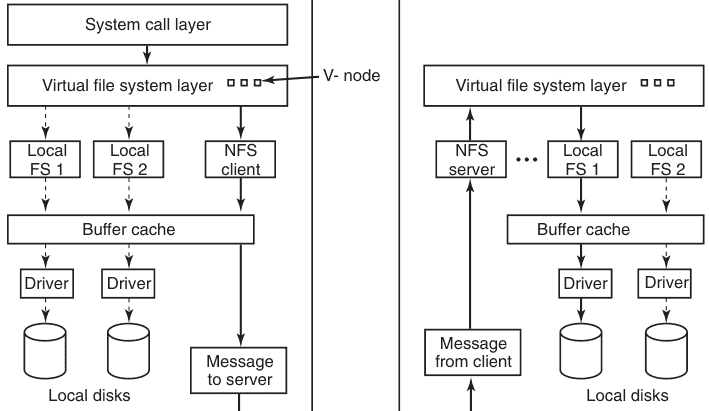 System call layer
Virtual file system layer
V- node
Local
FS 1
Local
FS 2
NFS
client
Buffer cache
Driver
Driver
Message
to server
Local disks
Virtual file system layer
NFS
server
Local
FS 1
Local
FS 2
Buffer cache
Driver
Driver
Message
from client
Local disks